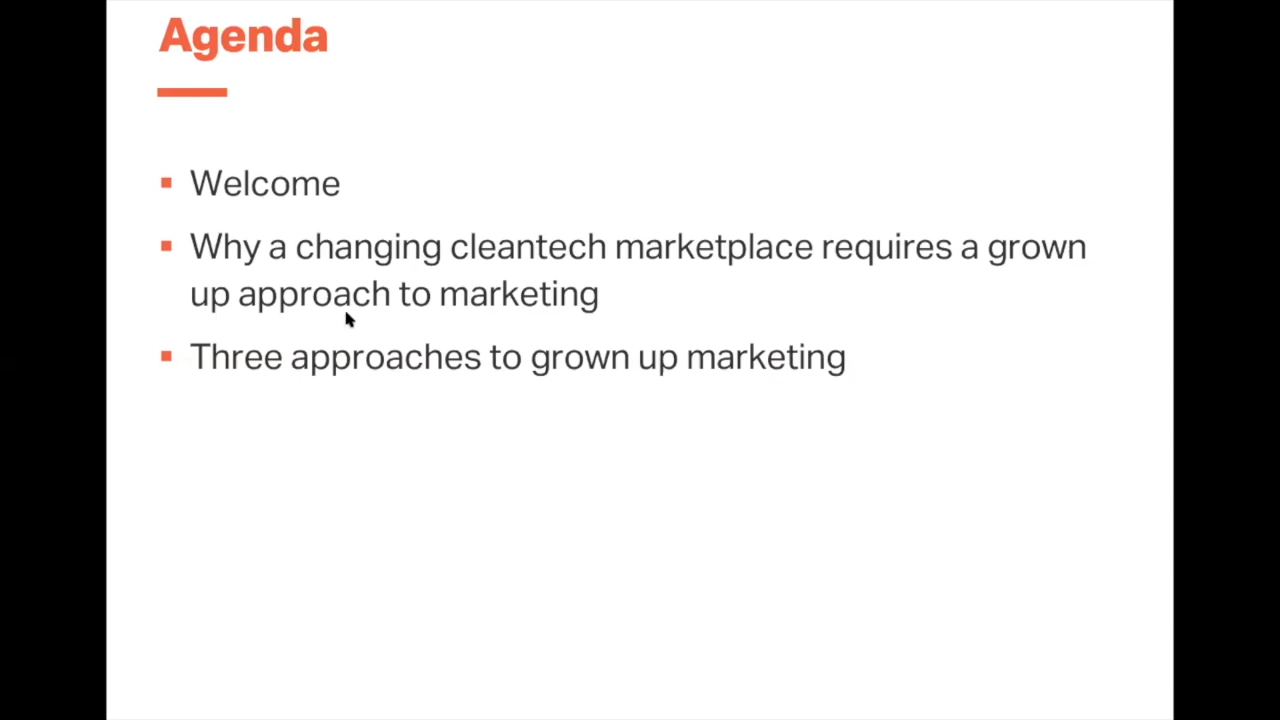 Agenda
Welcome
Why a changing cleantech marketplace requires a grown
up approach to marketing
Three approaches to grown up marketing